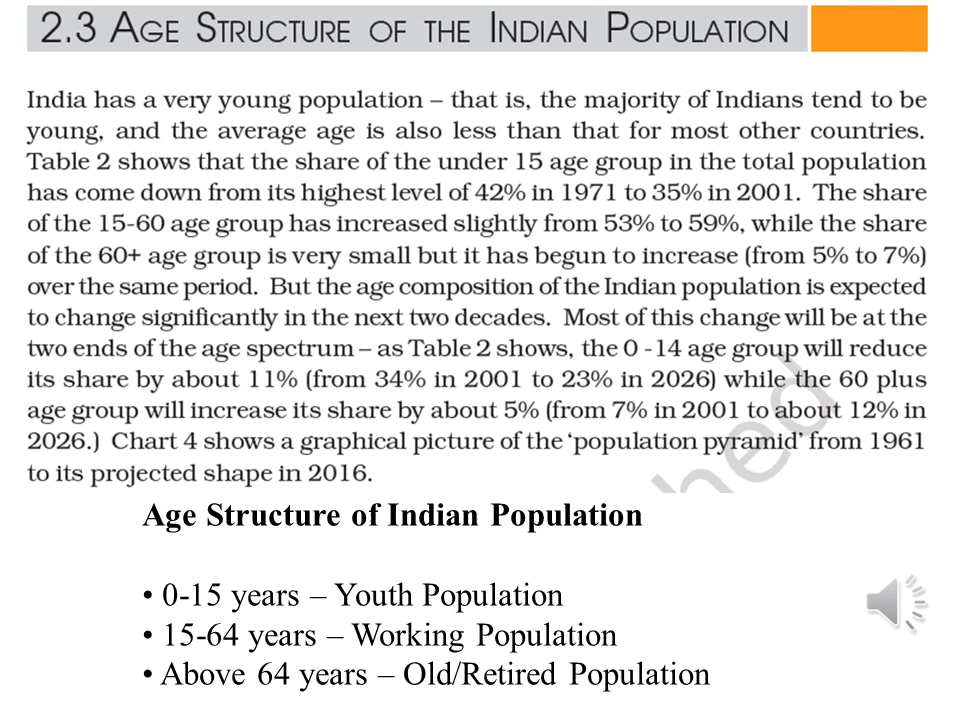 2.3 AGE STRUCTURE OF THE INDIAN POPULATION
India has a very young population – that is, the majority of Indians tend to be
young, and the average age is also less than that for most other countries.
Table 2 shows that the share of the under 15 age group in the total population
has come down from its highest level of 42% in 1971 to 35% in 2001. The share
of the 15-60 age group has increased slightly from 53% to 59%, while the share
of the 60+ age group is very small but it has begun to increase (from 5% to 7%)
over the same period. But the age composition of the Indian population is expected
to change significantly in the next two decades. Most of this change will be at the
two ends of the age spectrum – as Table 2 shows, the 0 -14 age group will reduce
its share by about 11% (from 34% in 2001 to 23% in 2026) while the 60 plus
age group will increase its share by about 5% (from 7% in 2001 to about 12% in
2026.) Chart 4 shows a graphical picture of the ‘population pyramid’ from 1961
to its projected shape in 2016.
Age Structure of Indian Population
• 0-15 years – Youth Population
• 15-64 years – Working Population
• Above 64 years – Old/Retired Population